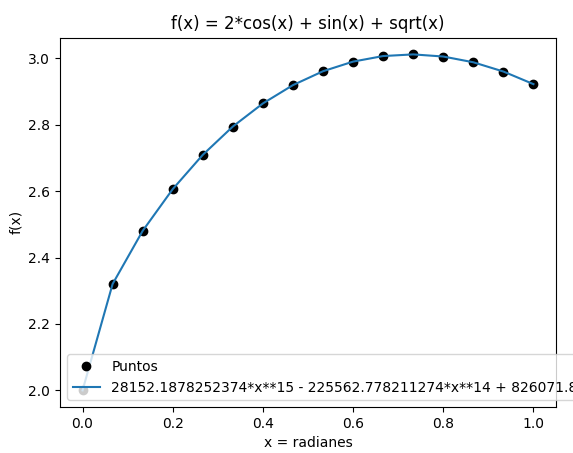 f(x) = 2*cos(x) + sin(x) + sqrt(x)
3.0
2.8
2.6
2.4
2.2
2.0
f(x)
Puntos
28152.1878252374*x**15 - 225562.778211274*x**14 + 826071.8
0.0 0.2 0.4 0.6 0.8 1.0
x = radianes